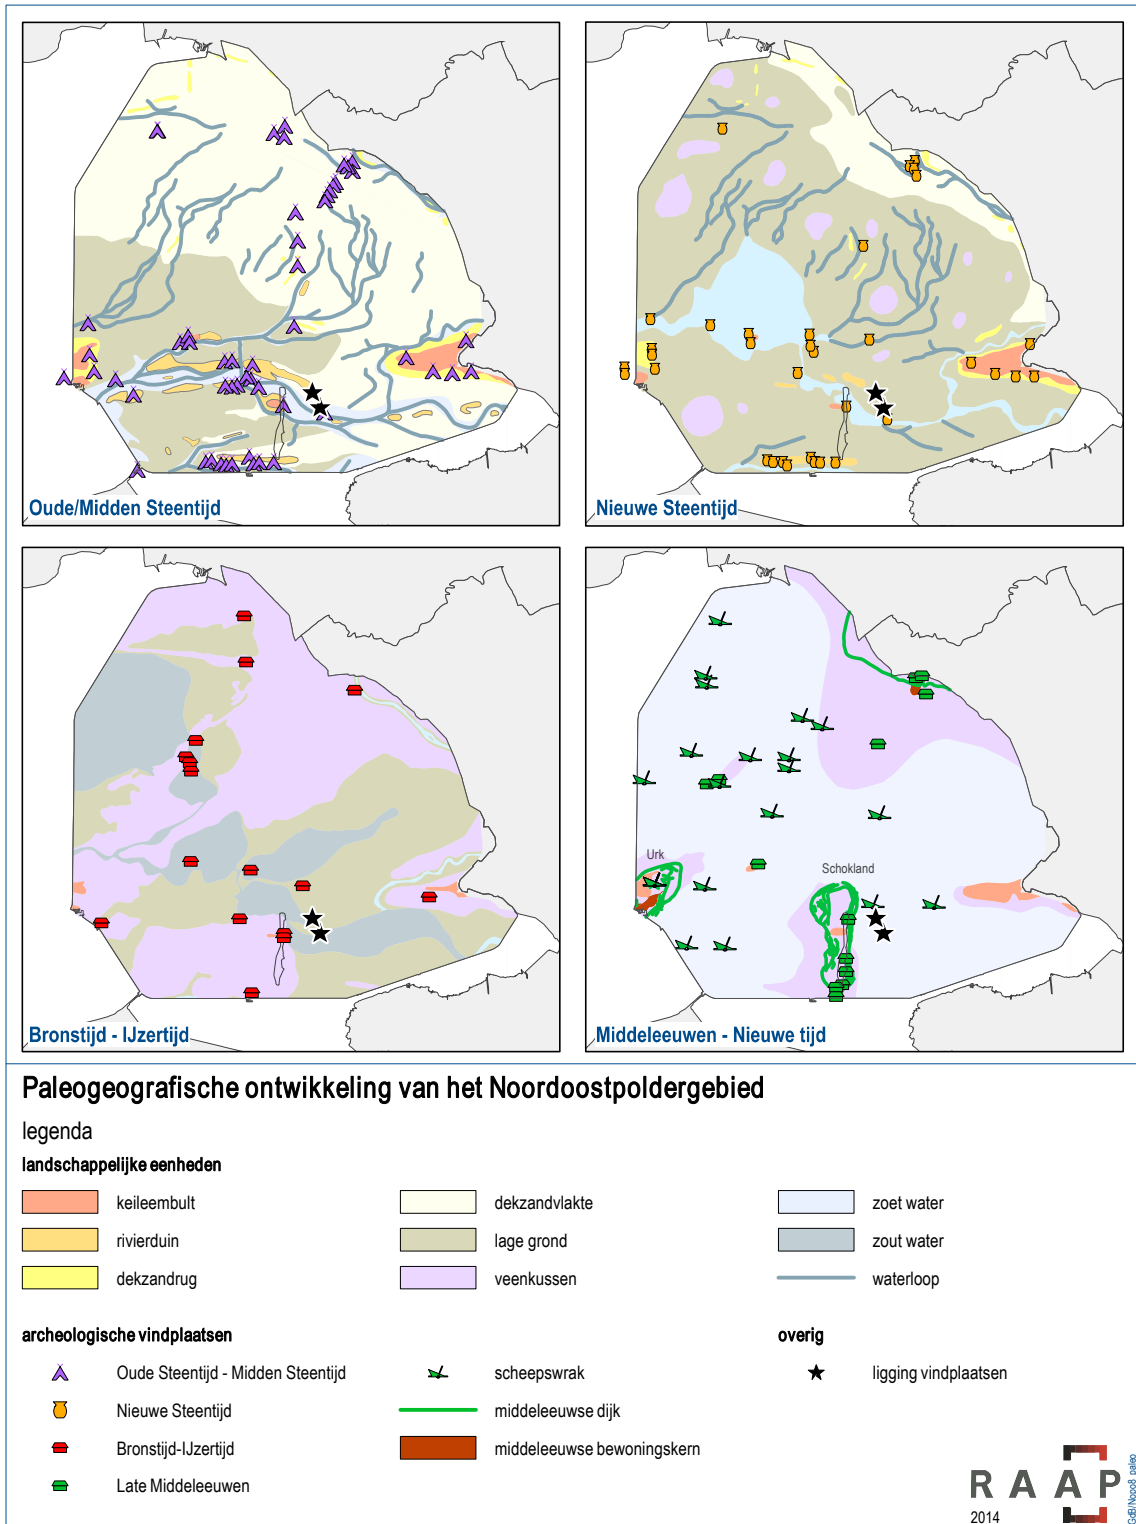 Oude/Midden Steentijd
Nieuwe Steentijd
Urk
Schokland
Bronstijd - IJzertijd
Middeleeuwen - Nieuwe tijd
Paleogeografische ontwikkeling van het Noordoostpoldergebied
legenda
landschappelijke eenheden
keileembult
dekzandvlakte
zoet water
rivierduin
lage grond
zout water
dekzandrug
veenkussen
waterloop
archeologische vindplaatsen
overig
Oude Steentijd - Midden Steentijd
scheepswrak
ligging vindplaatsen
Nieuwe Steentijd
middeleeuwse dijk
Bronstijd-IJzertijd
middeleeuwse bewoningskern
Late Middeleeuwen
RAAP
2014
GdB/Nopo8_paleo